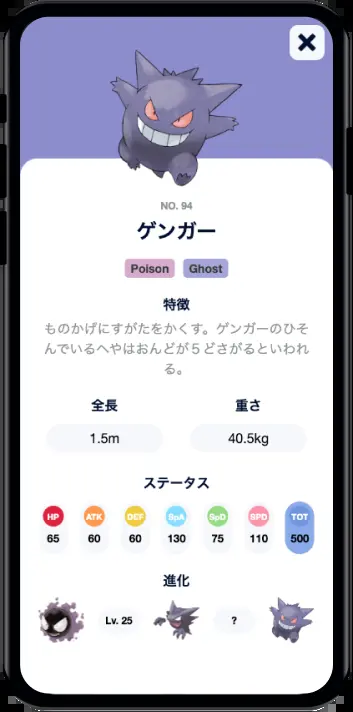 NO. 94
ゲンガー
Poison Ghost
特徴
ものかげにすがたをかくす。ゲンガーのひそ
んでいるへやはおんどが５どさがるといわれ
る。
全長 重さ
1.5m 40.5kg
ステータス
HP ATK DEF SpA SpD SPD TOT
65 60 60 130 75 110 500
進化
Lv. 25 ?